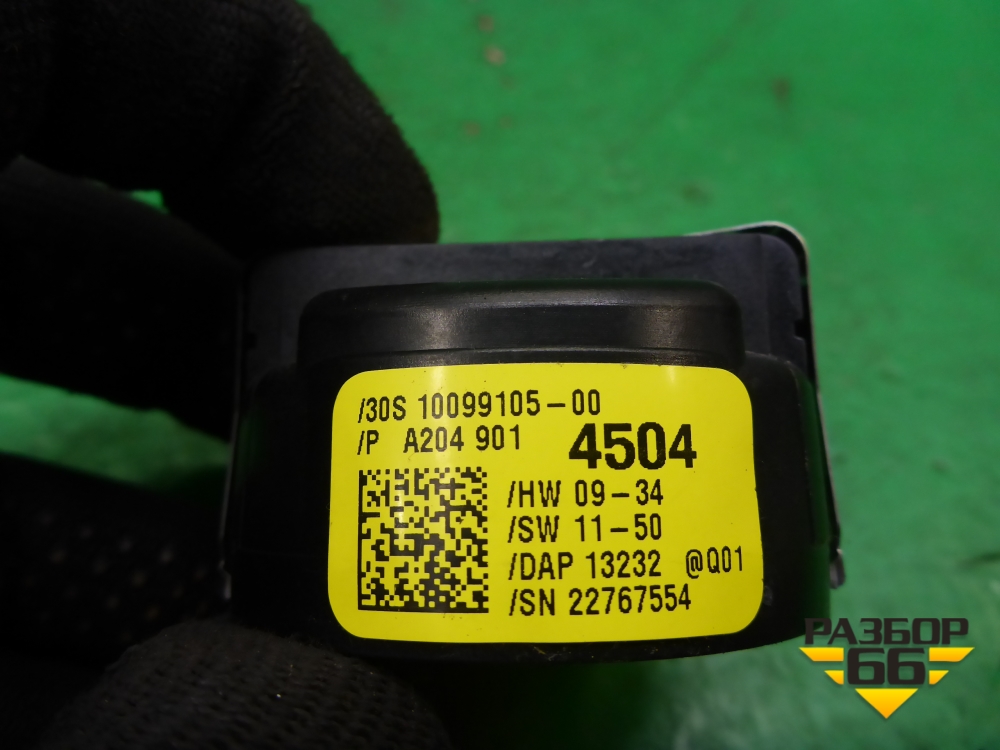 /30S 10099105-00
/P A204 901 4504
/HW 09-34
/SW 11-50
/DAP 13232 @Q01
/SN 22767554
РАЗБОР
66